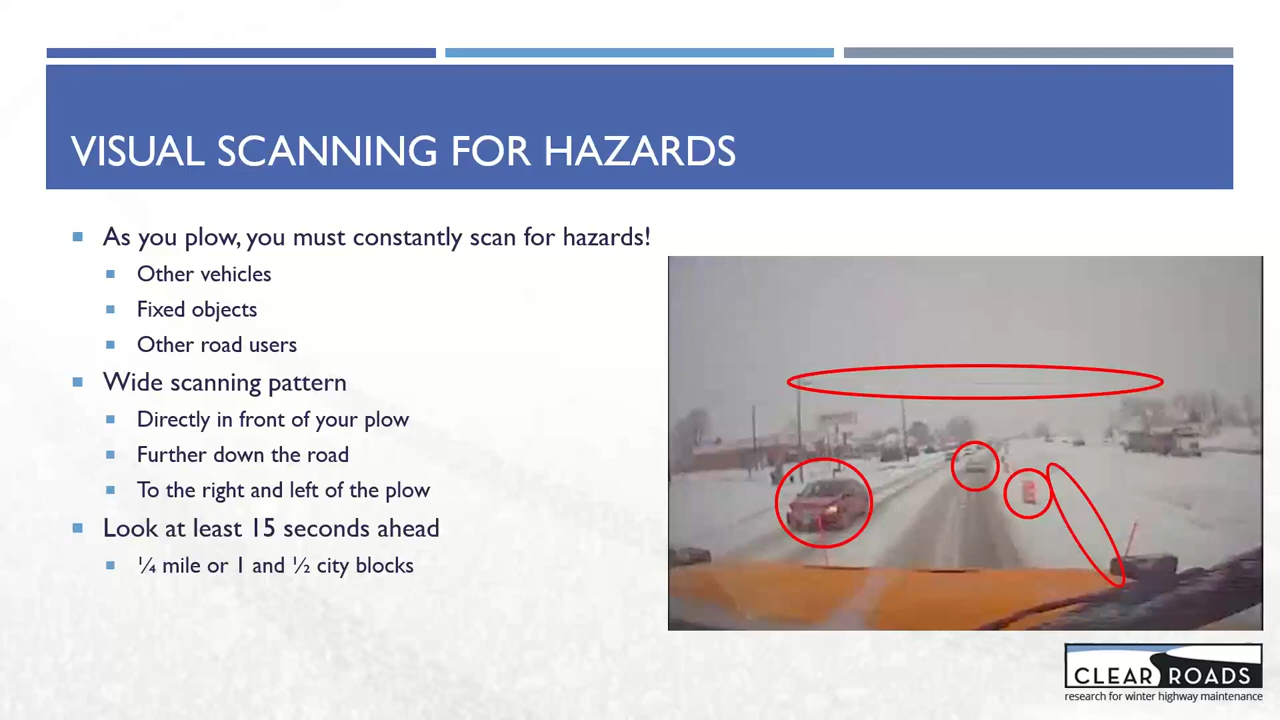 VISUAL SCANNING FOR HAZARDS
As you plow, you must constantly scan for hazards!
Other vehicles
Fixed objects
Other road users
Wide scanning pattern
Directly in front of your plow
Further down the road
To the right and left of the plow
Look at least 15 seconds ahead
¼ mile or 1 and ½ city blocks
CLEAR ROADS
research for winter highway maintenance